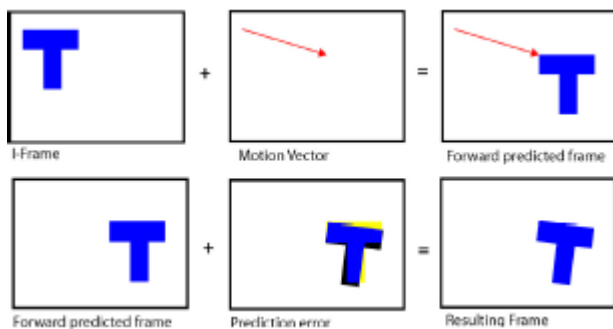 I-Frame
+
Motion Vector
=
Forward predicted frame
Forward predicted frame
+
Prediction error
=
Resulting Frame